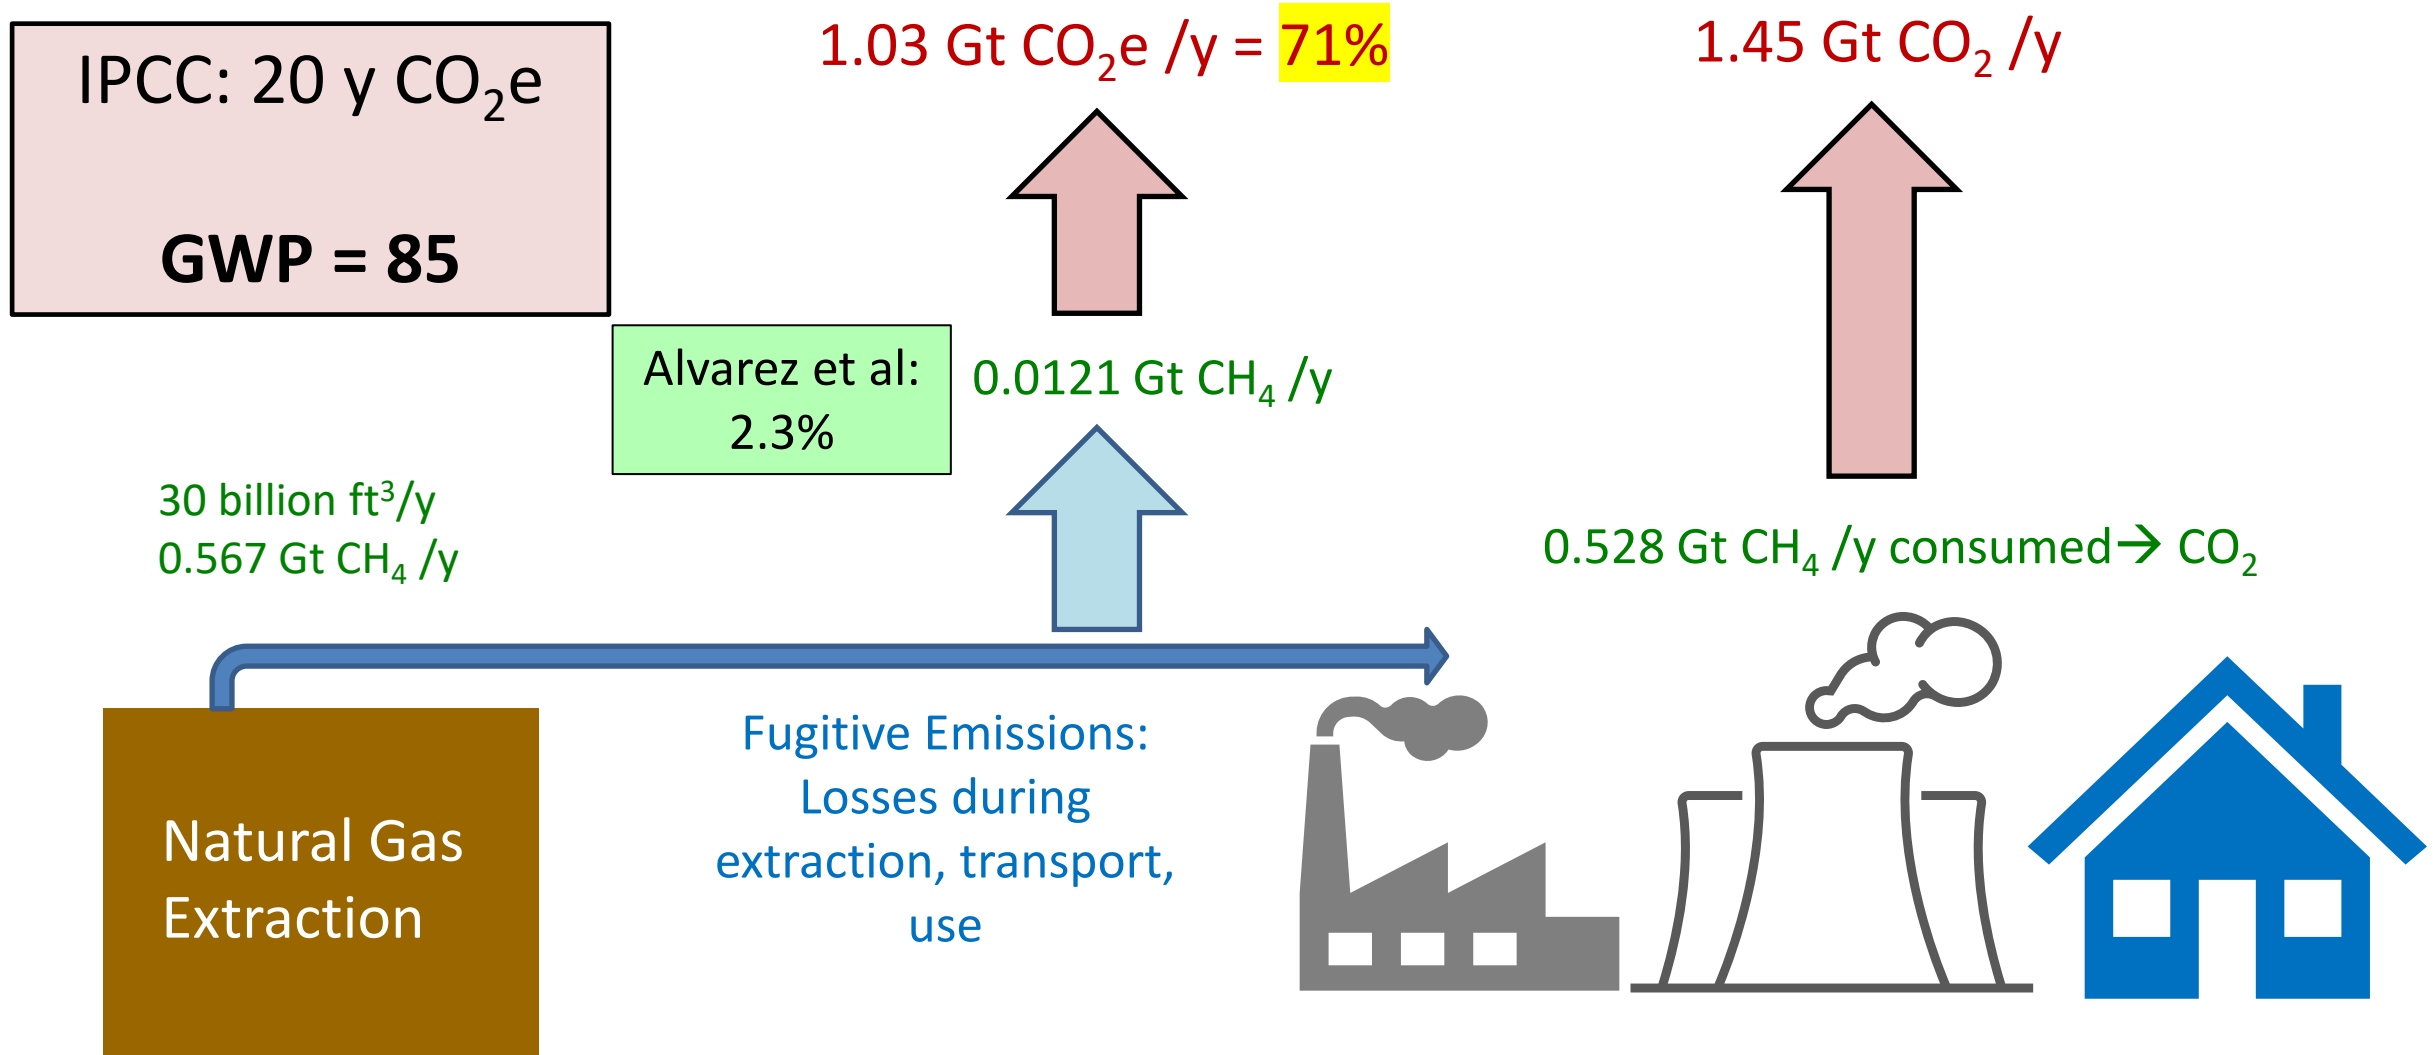 IPCC: 20 y CO₂e
GWP = 85
1.03 Gt CO₂e /y = 71%
1.45 Gt CO₂ /y
Alvarez et al:
2.3%
0.0121 Gt CH₄ /y
30 billion ft³/y
0.567 Gt CH₄ /y
0.528 Gt CH₄ /y consumed→ CO₂
Natural Gas
Extraction
Fugitive Emissions:
Losses during
extraction, transport,
use